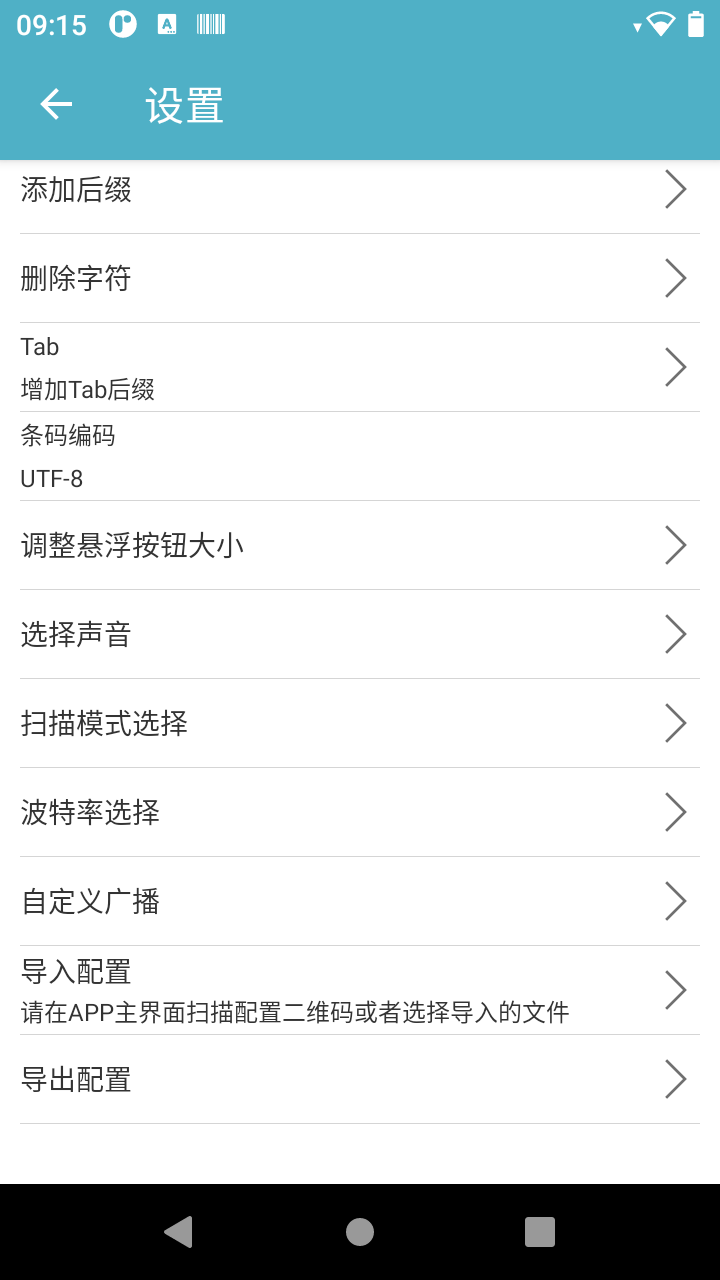 09:15
设置
添加后缀
删除字符
Tab
增加Tab后缀
条码编码
UTF-8
调整悬浮按钮大小
选择声音
扫描模式选择
波特率选择
自定义广播
导入配置
请在APP主界面扫描配置二维码或者选择导入的文件
导出配置